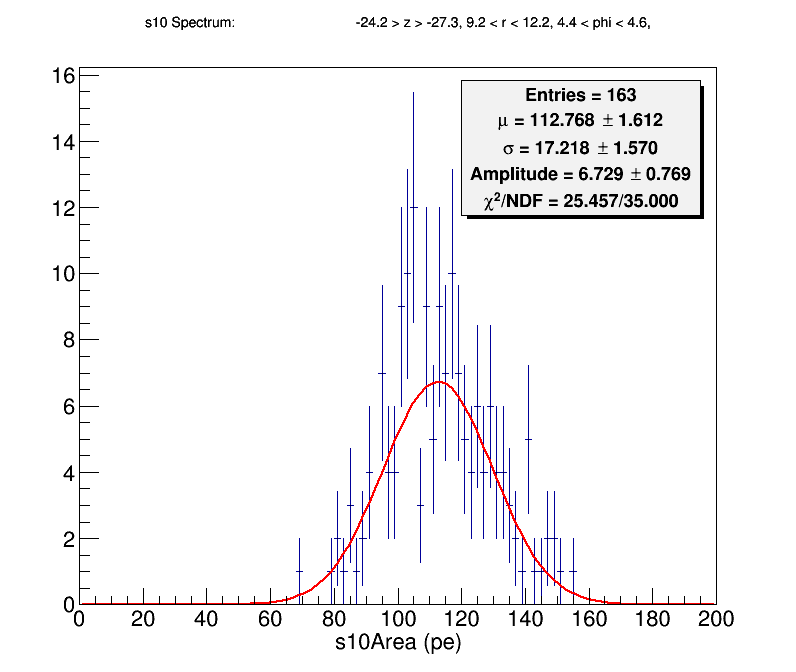 s10 Spectrum: -24.2 > z > -27.3, 9.2 < r < 12.2, 4.4 < phi < 4.6,
Entries = 163
μ = 112.768 ± 1.612
σ = 17.218 ± 1.570
Amplitude = 6.729 ± 0.769
χ²/NDF = 25.457/35.000
16
14
12
10
8
6
4
2
0
0 20 40 60 80 100 120 140 160 180 200
s10Area (pe)